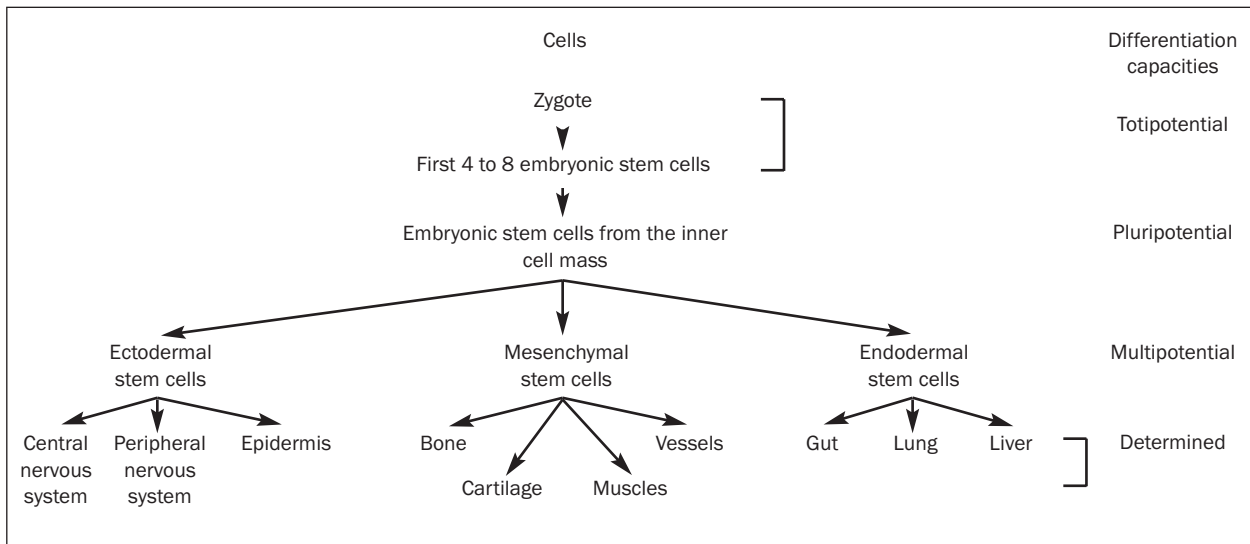 Cells
Differentiation
capacities
Zygote
Totipotential
First 4 to 8 embryonic stem cells
Embryonic stem cells from the inner
cell mass
Pluripotential
Ectodermal
stem cells
Mesenchymal
stem cells
Endodermal
stem cells
Multipotential
Central
nervous
system
Peripheral
nervous
system
Epidermis
Bone
Cartilage
Muscles
Vessels
Gut
Lung
Liver
Determined